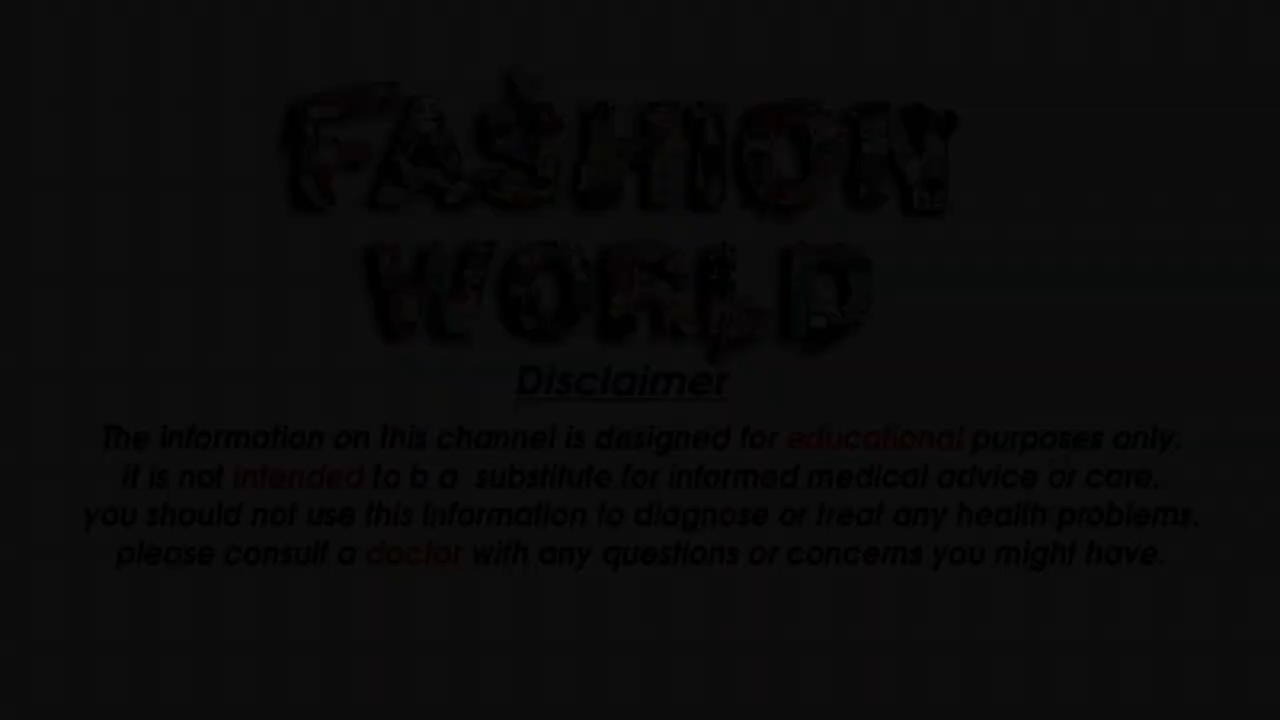 FASHION
WORLD
Disclaimer
The information on this channel is designed for educational purposes only.
it is not intended to b a substitute for informed medical advice or care.
you should not use this information to diagnose or treat any health problems.
please consult a doctor with any questions or concerns you might have.